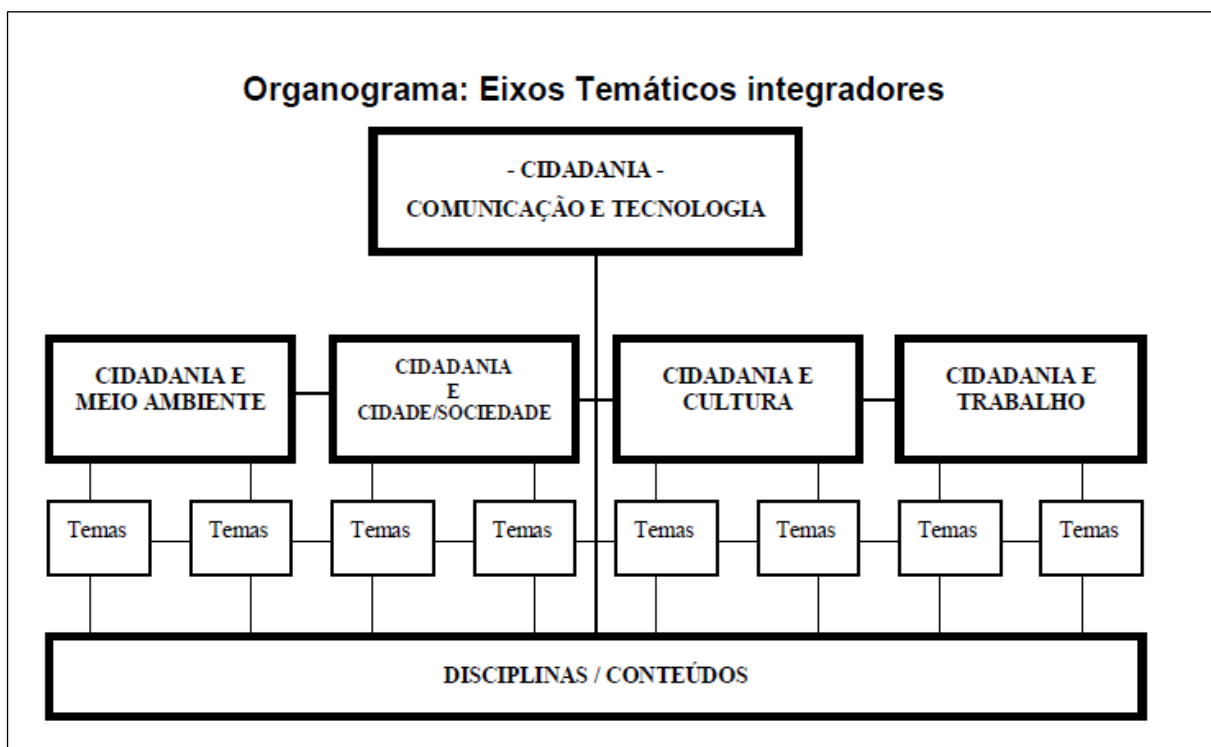 Organograma: Eixos Temáticos integradores
- CIDADANIA -
COMUNICAÇÃO E TECNOLOGIA
CIDADANIA E
MEIO AMBIENTE
CIDADANIA
E
CIDADE/SOCIEDADE
CIDADANIA E
CULTURA
CIDADANIA E
TRABALHO
Temas
Temas
Temas
Temas
Temas
Temas
Temas
Temas
DISCIPLINAS / CONTEÚDOS